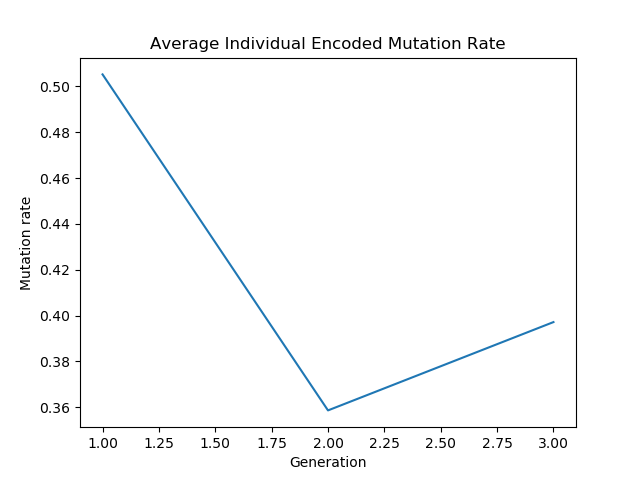 Average Individual Encoded Mutation Rate
0.50
0.48
0.46
0.44
0.42
0.40
0.38
0.36
Mutation rate
1.00 1.25 1.50 1.75 2.00 2.25 2.50 2.75 3.00
Generation